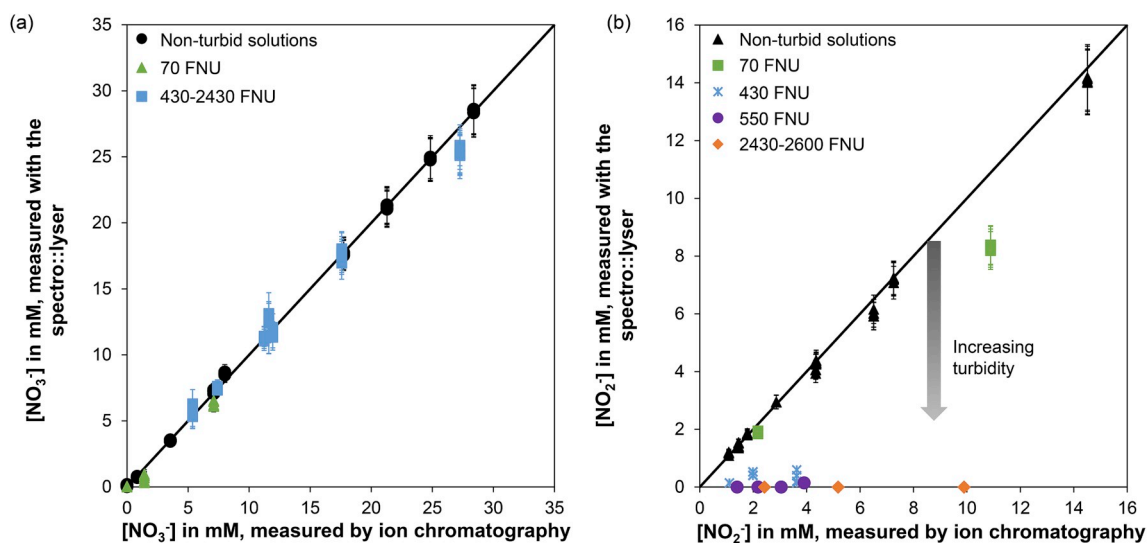 (a)
[NO₃⁻] in mM, measured with the
spectro::lyser
35
30
25
20
15
10
5
0
Non-turbid solutions
70 FNU
430-2430 FNU
0 5 10 15 20 25 30 35
[NO₃⁻] in mM, measured by ion chromatography
(b)
[NO₂⁻] in mM, measured with the
spectro::lyser
16
14
12
10
8
6
4
2
0
Non-turbid solutions
70 FNU
430 FNU
550 FNU
2430-2600 FNU
Increasing
turbidity
0 2 4 6 8 10 12 14 16
[NO₂⁻] in mM, measured by ion chromatography